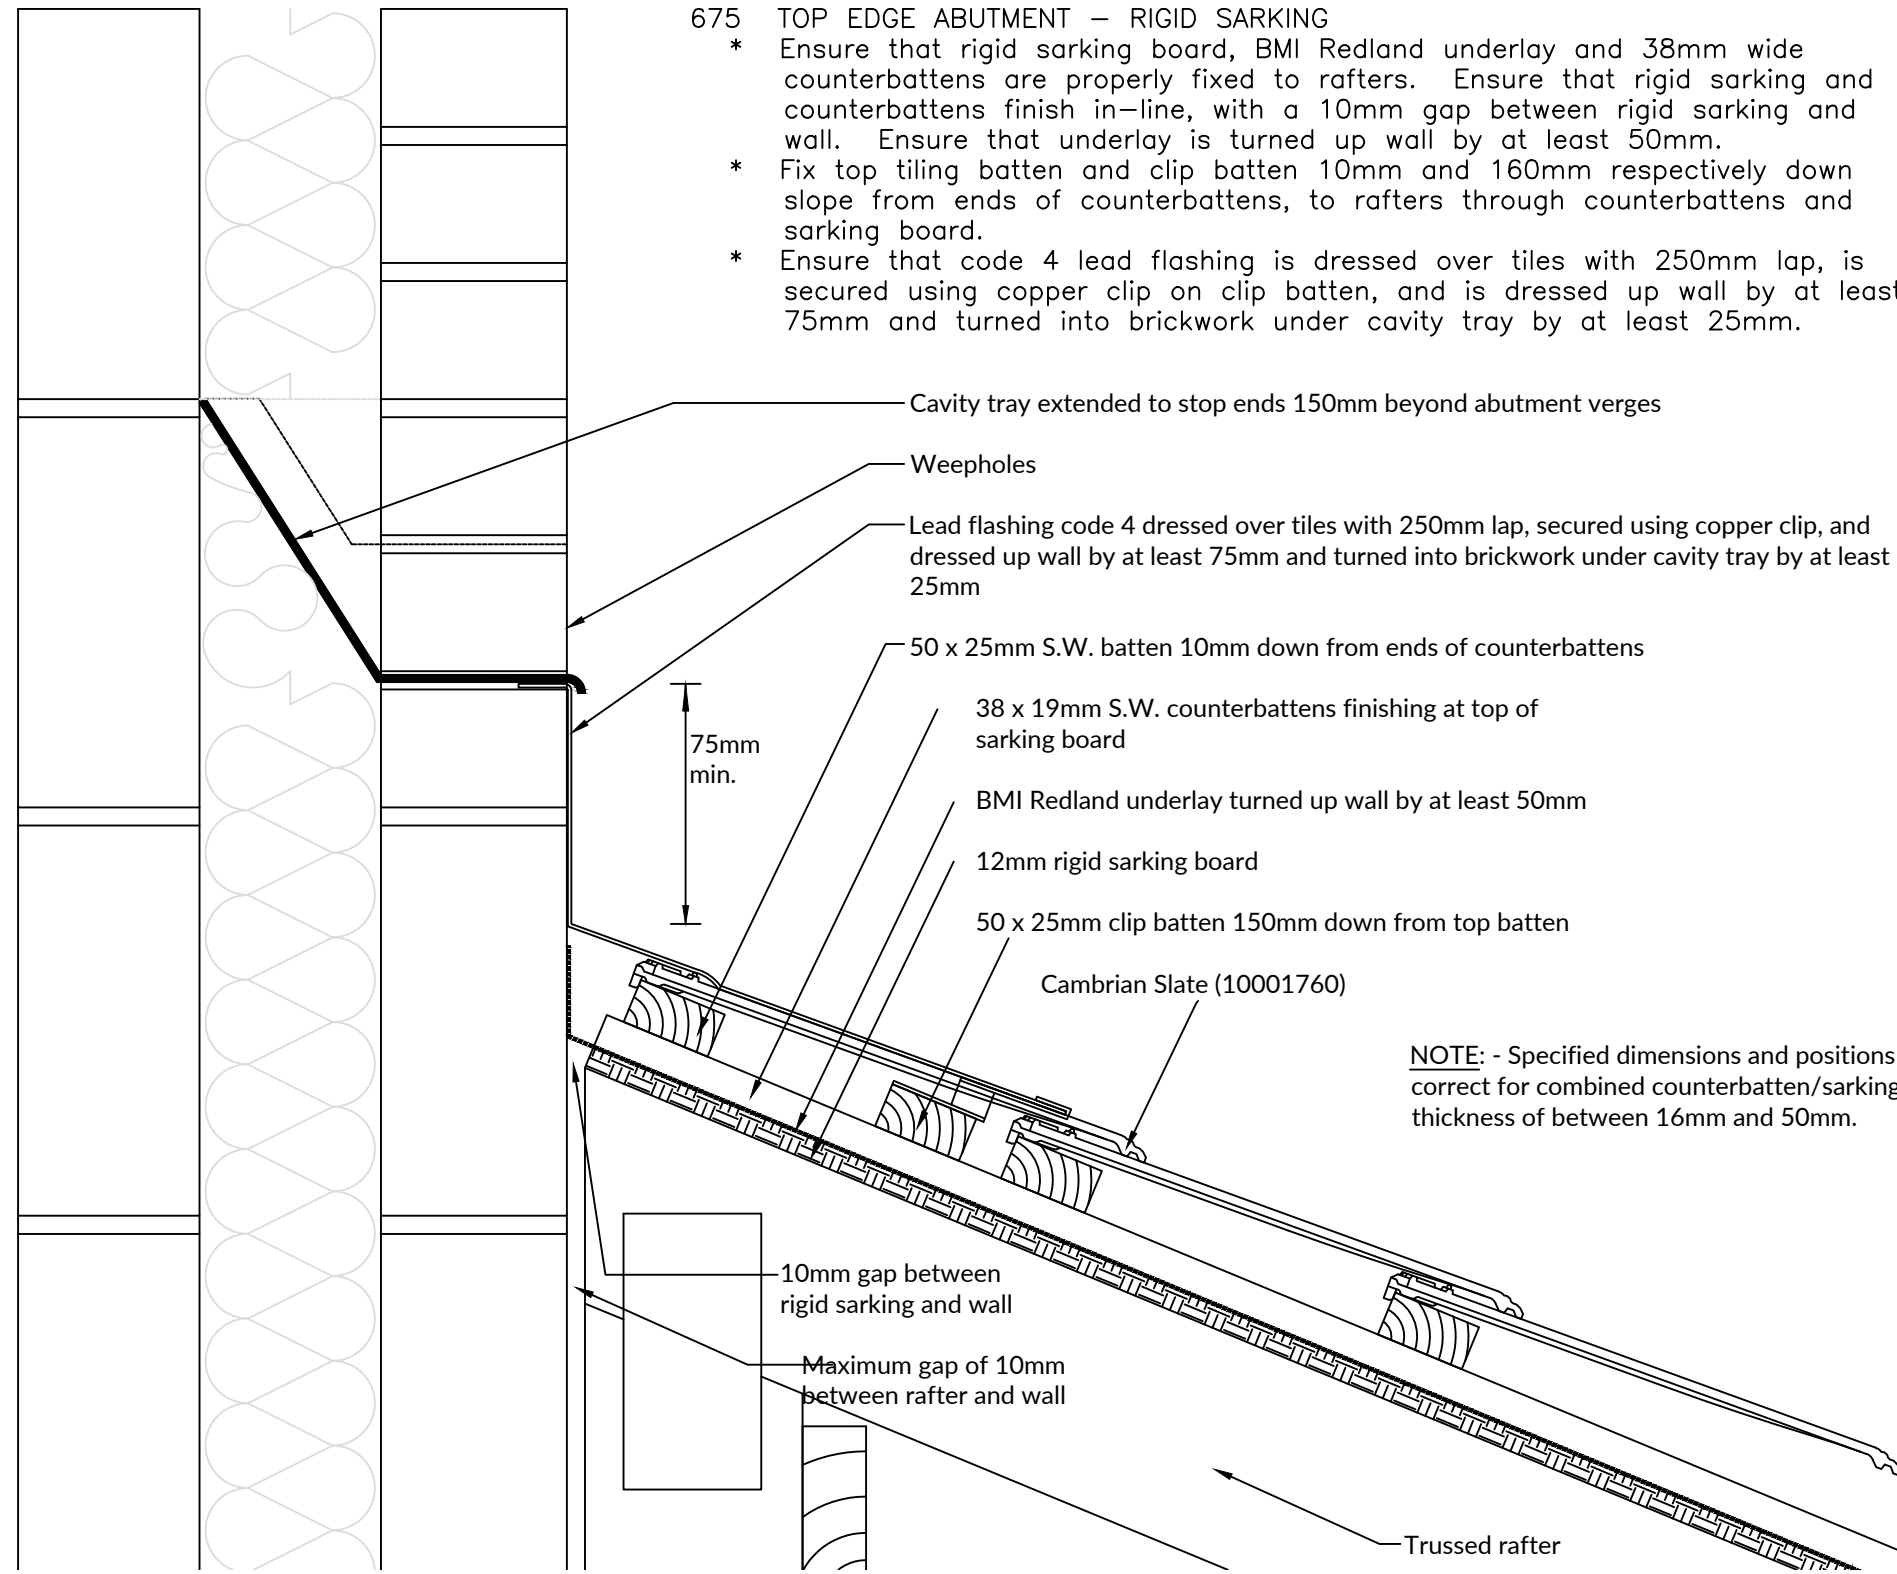 675 TOP EDGE ABUTMENT – RIGID SARKING
* Ensure that rigid sarking board, BMI Redland underlay and 38mm wide
counterbattens are properly fixed to rafters. Ensure that rigid sarking and
counterbattens finish in–line, with a 10mm gap between rigid sarking and
wall. Ensure that underlay is turned up wall by at least 50mm.
* Fix top tiling batten and clip batten 10mm and 160mm respectively down
slope from ends of counterbattens, to rafters through counterbattens and
sarking board.
* Ensure that code 4 lead flashing is dressed over tiles with 250mm lap, is
secured using copper clip on clip batten, and is dressed up wall by at least
75mm and turned into brickwork under cavity tray by at least 25mm.
Cavity tray extended to stop ends 150mm beyond abutment verges
Weepholes
Lead flashing code 4 dressed over tiles with 250mm lap, secured using copper clip, and
dressed up wall by at least 75mm and turned into brickwork under cavity tray by at least
25mm
50 x 25mm S.W. batten 10mm down from ends of counterbattens
38 x 19mm S.W. counterbattens finishing at top of
sarking board
75mm
min.
BMI Redland underlay turned up wall by at least 50mm
12mm rigid sarking board
50 x 25mm clip batten 150mm down from top batten
Cambrian Slate (10001760)
NOTE: - Specified dimensions and positions
correct for combined counterbatten/sarking
thickness of between 16mm and 50mm.
10mm gap between
rigid sarking and wall
Maximum gap of 10mm
between rafter and wall
Trussed rafter